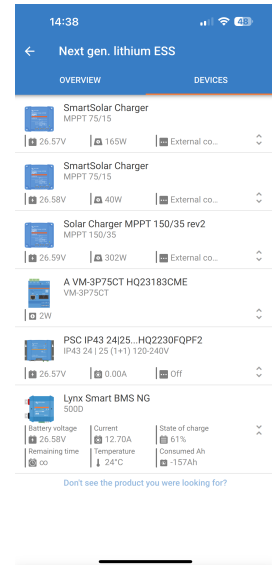 14:38
48
Next gen. lithium ESS
OVERVIEW DEVICES
SmartSolar Charger
MPPT 75/15
26.57V 165W External co...
SmartSolar Charger
MPPT 75/15
26.58V 40W External co...
Solar Charger MPPT 150/35 rev2
MPPT 150/35
26.59V 302W External co...
A VM-3P75CT HQ23183CME
VM-3P75CT
2W
PSC IP43 24|25...HQ2230FQPF2
IP43 24 | 25 (1+1) 120-240V
26.57V 0.00A Off
Lynx Smart BMS NG
500D
Battery voltage Current State of charge
26.58V 12.70A 61%
Remaining time Temperature Consumed Ah
∞ 24°C -157Ah
Don't see the product you were looking for?